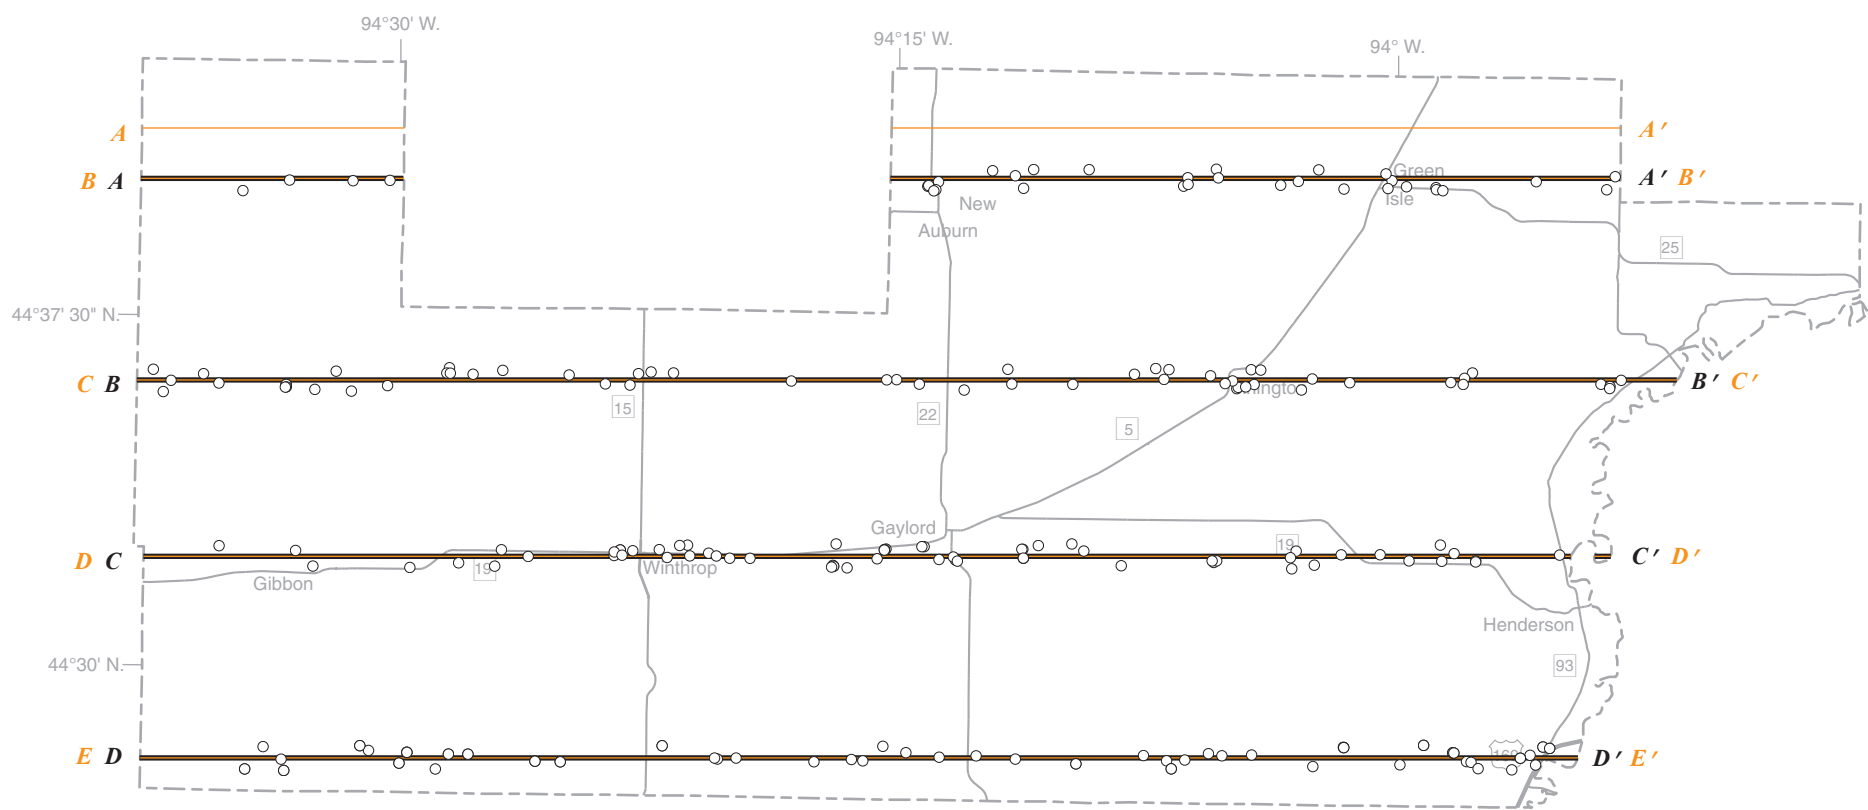 94°30' W.
94°15' W.
94° W.
A
A′
B A
A′ B′
Green
Isle
New
Auburn
25
44°37' 30" N.
C B
B′ C′
15
22
5
Gaylord
D C
C′ D′
19
19
Winthrop
Gibbon
Henderson
44°30' N.
93
E D
D′ E′